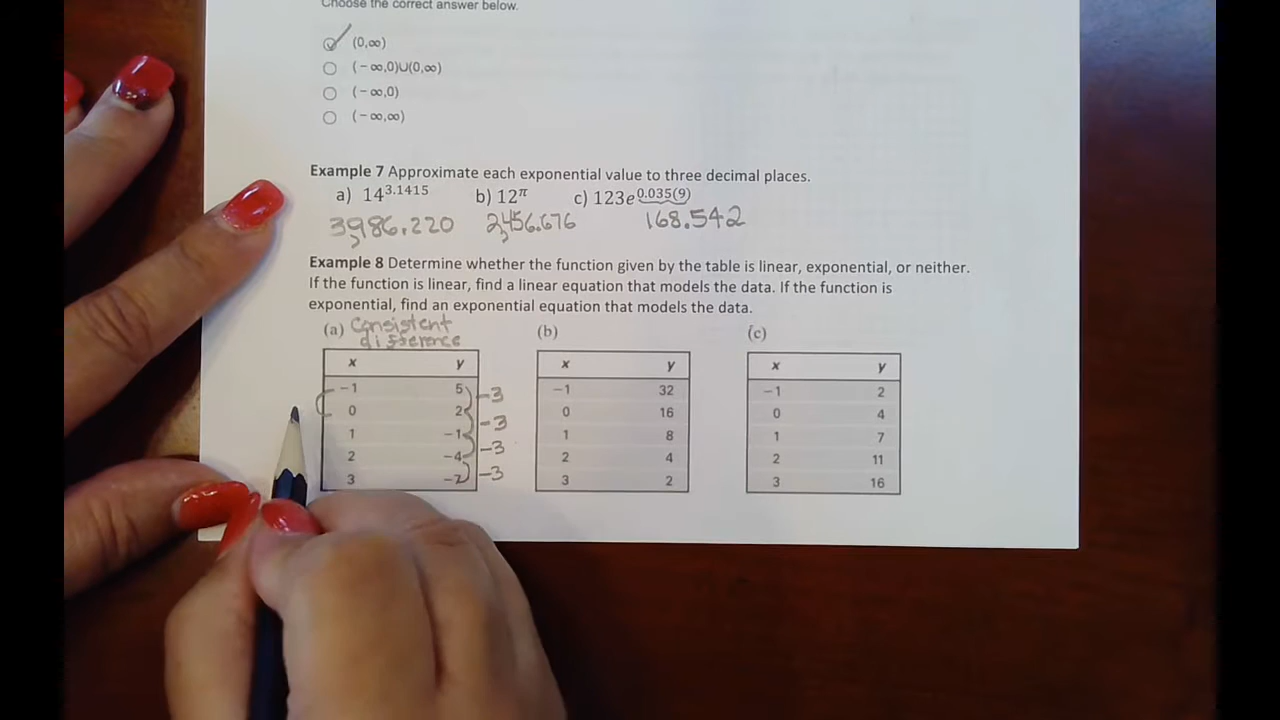 Choose the correct answer below.
(0,∞)
(−∞,0)∪(0,∞)
(−∞,0)
(−∞,∞)
Example 7 Approximate each exponential value to three decimal places.
a) 14^3.1415 b) 12^π c) 123e^0.035(9)
3,986.220 2,456.676 168.542
Example 8 Determine whether the function given by the table is linear, exponential, or neither.
If the function is linear, find a linear equation that models the data. If the function is
exponential, find an exponential equation that models the data.
(a) Consistent (b) (c)
difference
x y x y x y
−1 5 −3 −1 32 −1 2
0 2 −3 0 16 0 4
1 −1 −3 1 8 1 7
2 −4 −3 2 4 2 11
3 −7 3 2 3 16